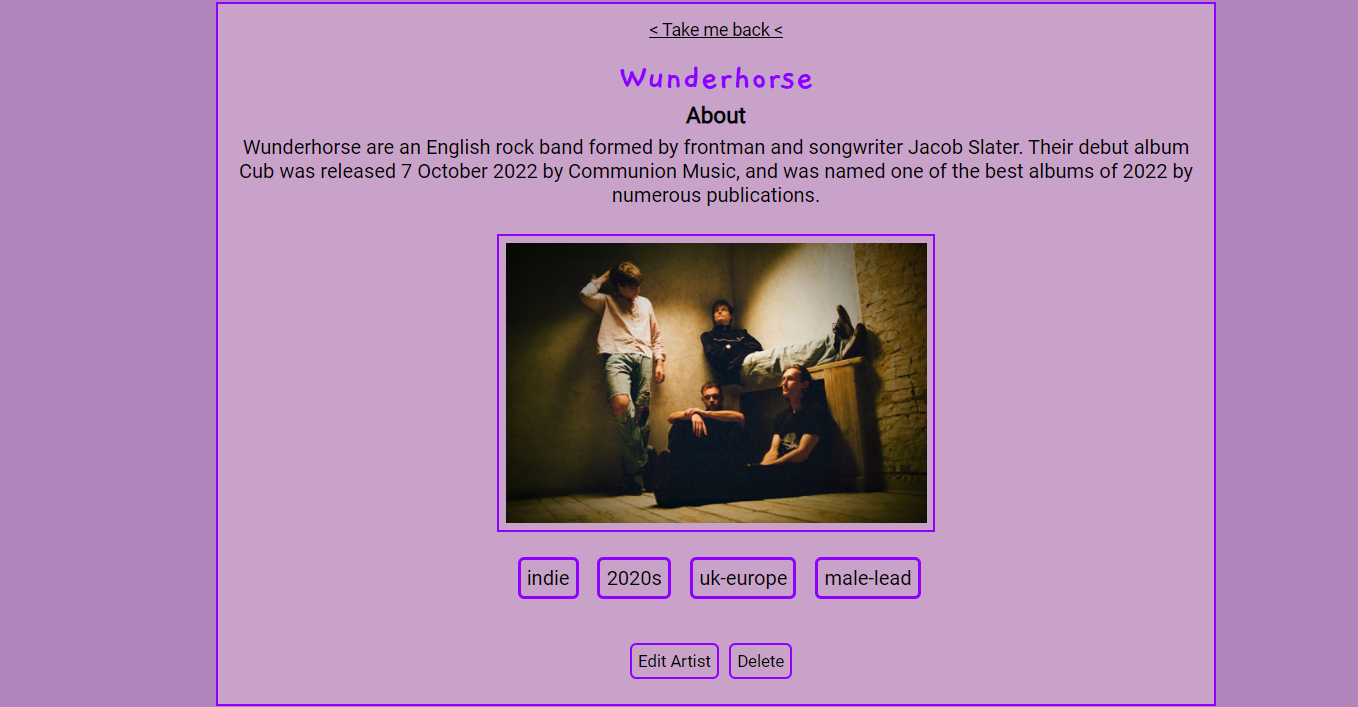 < Take me back <
Wunderhorse
About
Wunderhorse are an English rock band formed by frontman and songwriter Jacob Slater. Their debut album
Cub was released 7 October 2022 by Communion Music, and was named one of the best albums of 2022 by
numerous publications.
indie 2020s uk-europe male-lead
Edit Artist Delete